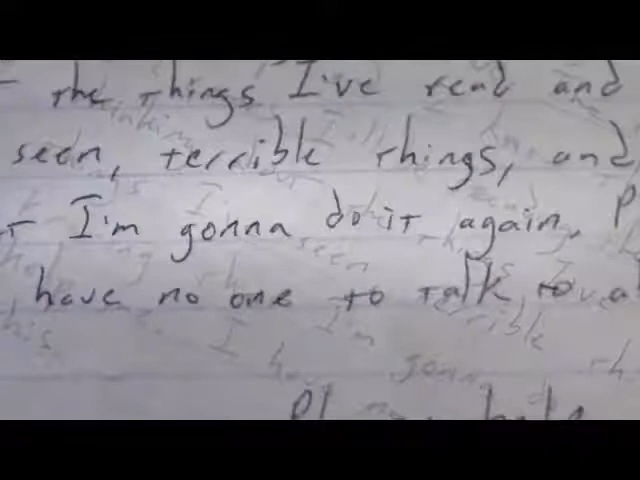 the things I've read and
seen, terrible things, and
I'm gonna do it again.
have no one to talk to